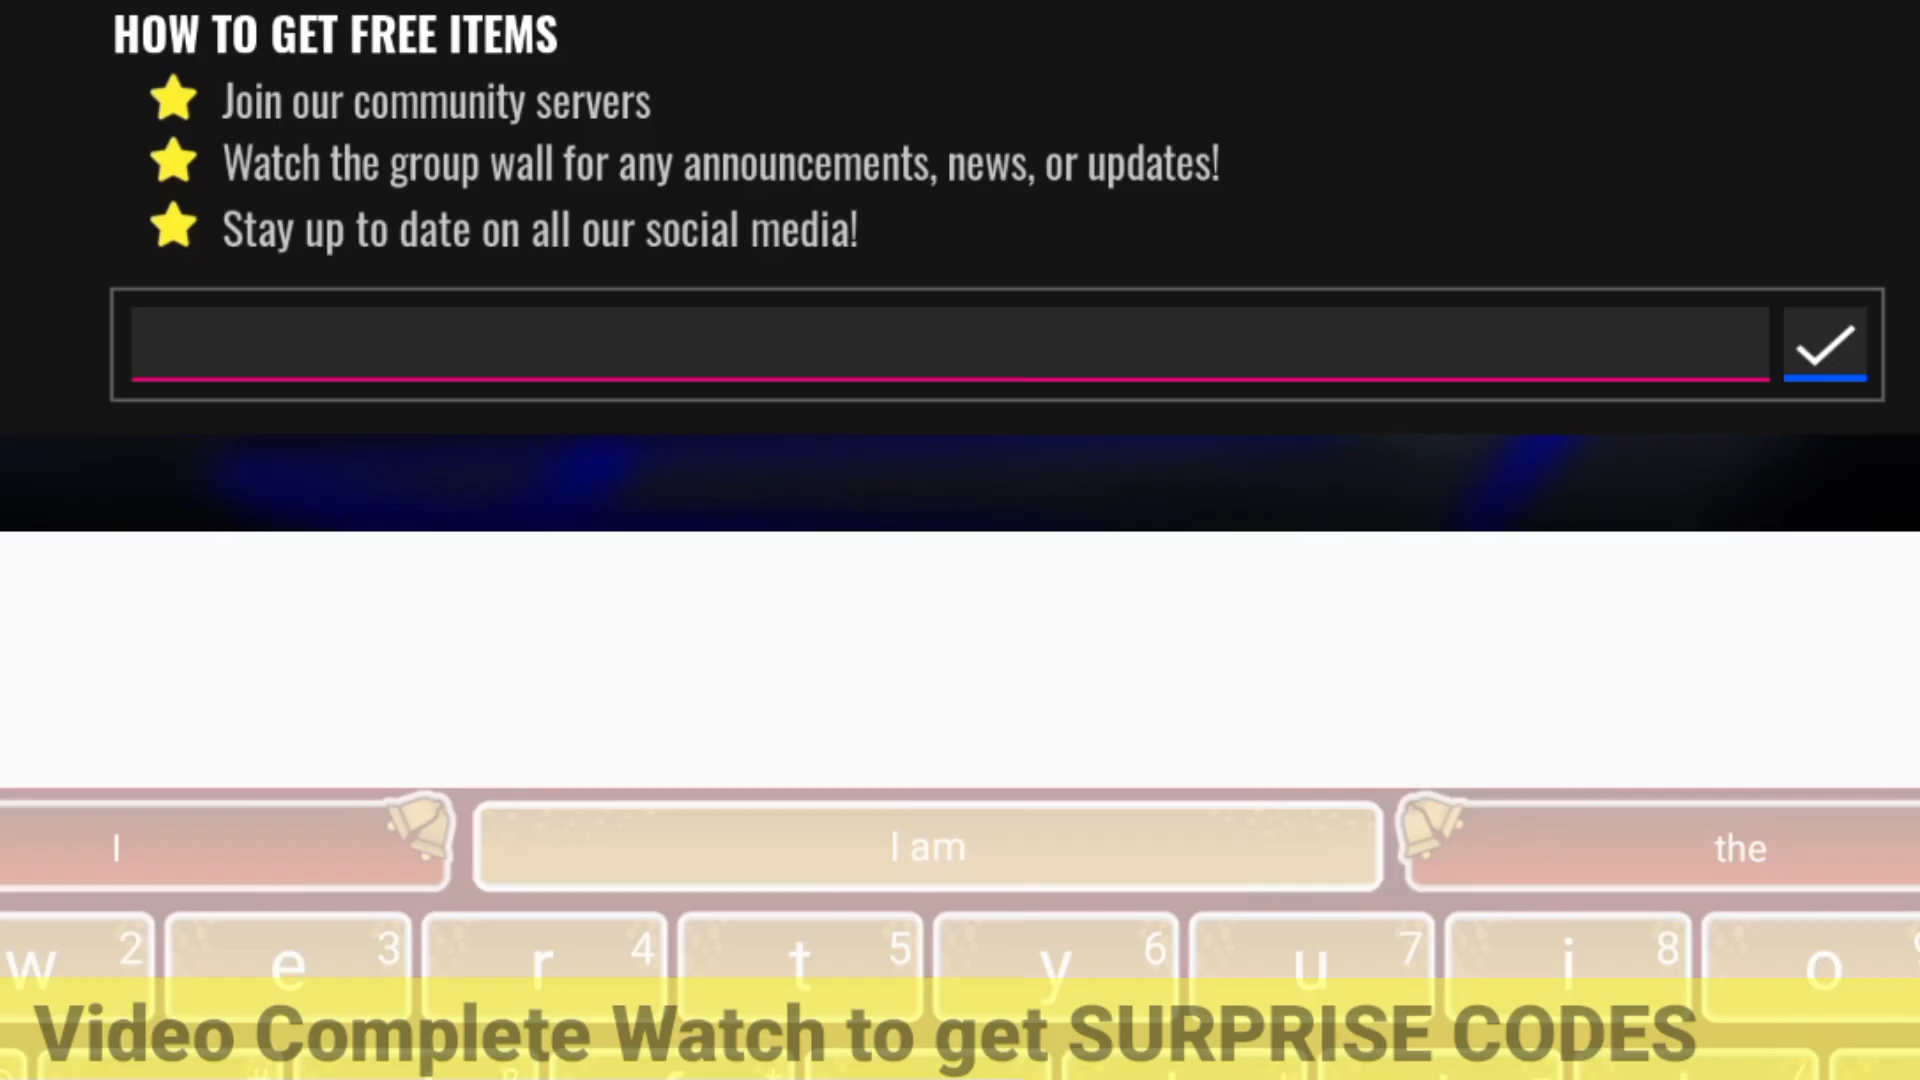 HOW TO GET FREE ITEMS
Join our community servers
Watch the group wall for any announcements, news, or updates!
Stay up to date on all our social media!
I
I am
the
w 2 e 3 r 4 t 5 y 6 u 7 i 8 o
Video Complete Watch to get SURPRISE CODES